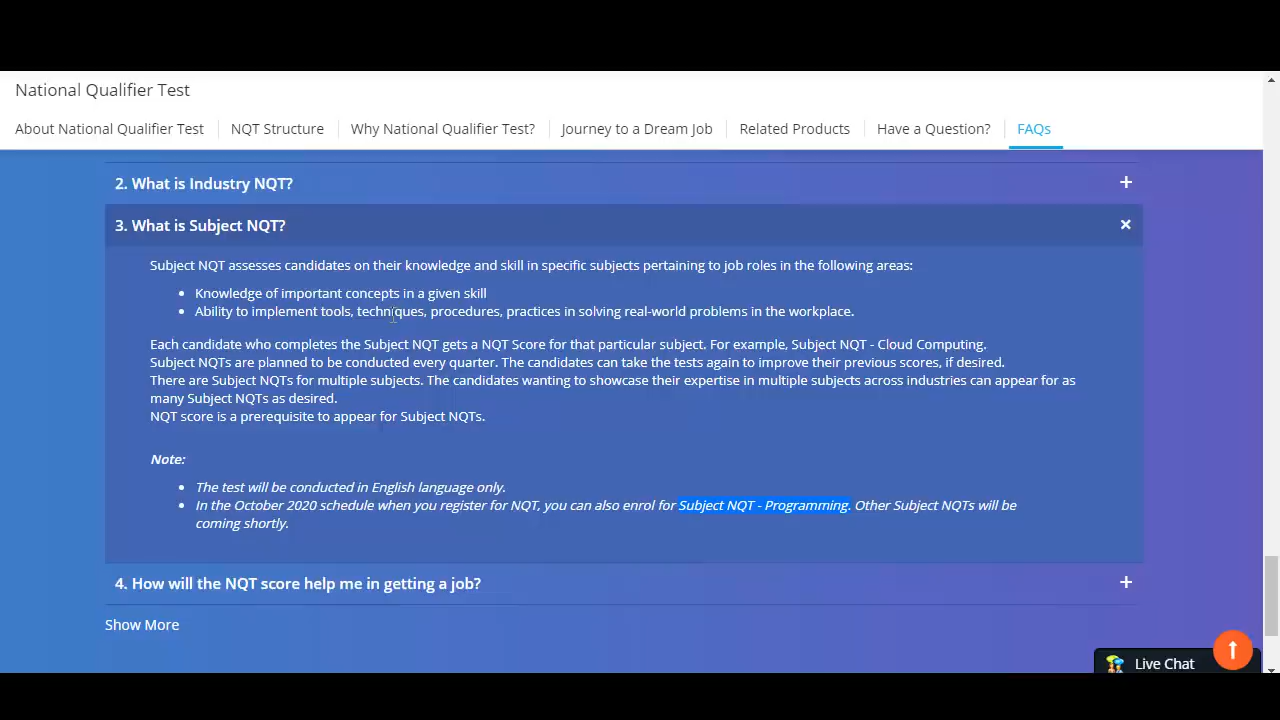 National Qualifier Test
About National Qualifier Test NQT Structure Why National Qualifier Test? Journey to a Dream Job Related Products Have a Question? FAQs
2. What is Industry NQT? +
3. What is Subject NQT? ×
Subject NQT assesses candidates on their knowledge and skill in specific subjects pertaining to job roles in the following areas:
• Knowledge of important concepts in a given skill
• Ability to implement tools, techniques, procedures, practices in solving real-world problems in the workplace.
Each candidate who completes the Subject NQT gets a NQT Score for that particular subject. For example, Subject NQT - Cloud Computing.
Subject NQTs are planned to be conducted every quarter. The candidates can take the tests again to improve their previous scores, if desired.
There are Subject NQTs for multiple subjects. The candidates wanting to showcase their expertise in multiple subjects across industries can appear for as
many Subject NQTs as desired.
NQT score is a prerequisite to appear for Subject NQTs.
Note:
• The test will be conducted in English language only.
• In the October 2020 schedule when you register for NQT, you can also enrol for Subject NQT - Programming. Other Subject NQTs will be
coming shortly.
4. How will the NQT score help me in getting a job? +
Show More
Live Chat